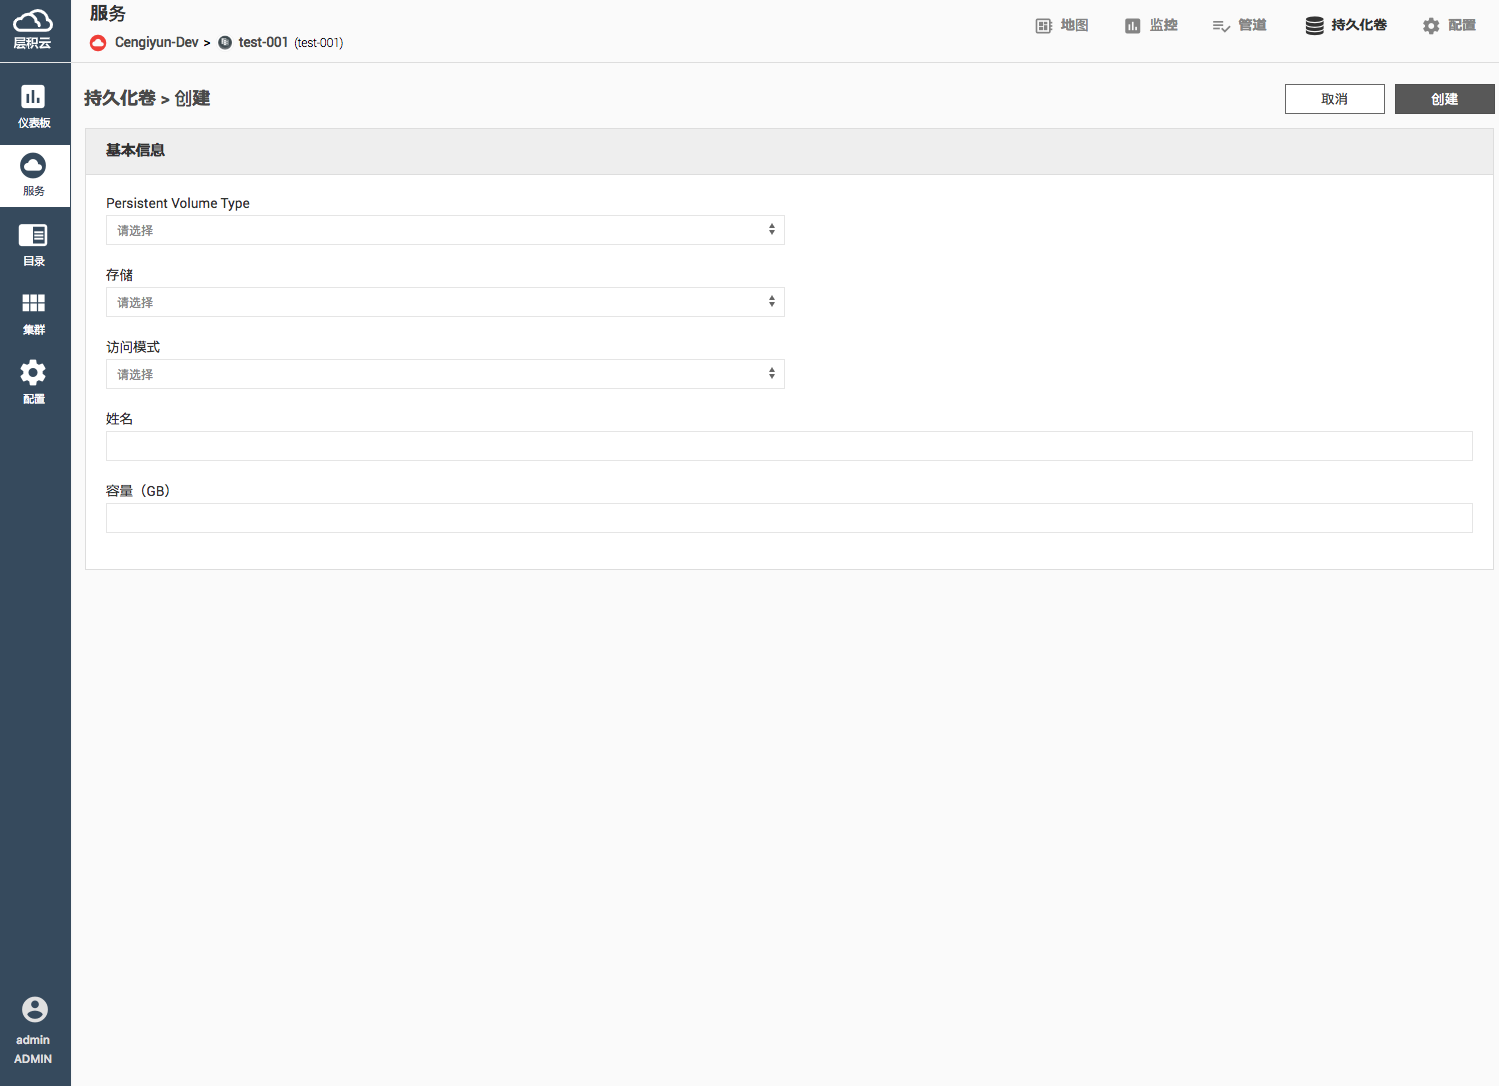 层积云
服务
Cengiyun-Dev > test-001 (test-001)
地图
监控
管道
持久化卷
配置
仪表板
服务
目录
集群
配置
admin
ADMIN
持久化卷 > 创建
取消
创建
基本信息
Persistent Volume Type
请选择
存储
请选择
访问模式
请选择
姓名
容量（GB）